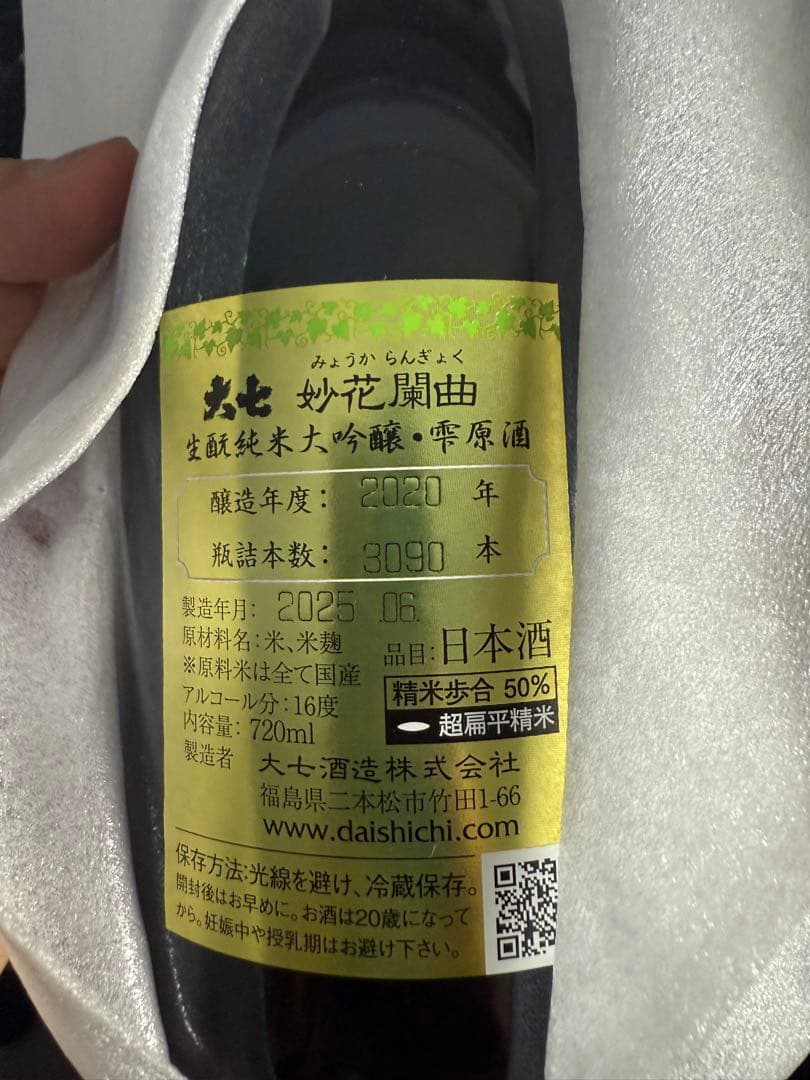 みょうか らんぎょく
大七 妙花闌曲
生酛純米大吟醸・雫原酒
醸造年度: 2020 年
瓶詰本数: 3090 本
製造年月: 2025 .06.
原材料名:米、米麹
※原料米は全て国産
アルコール分:16度
内容量:720ml
品目:日本酒
精米歩合 50%
超扁平精米
製造者 大七酒造株式会社
福島県二本松市竹田1-66
www.daishichi.com
保存方法:光線を避け、冷蔵保存。
開封後はお早めに。お酒は20歳になって
から。妊娠中や授乳期はお避け下さい。